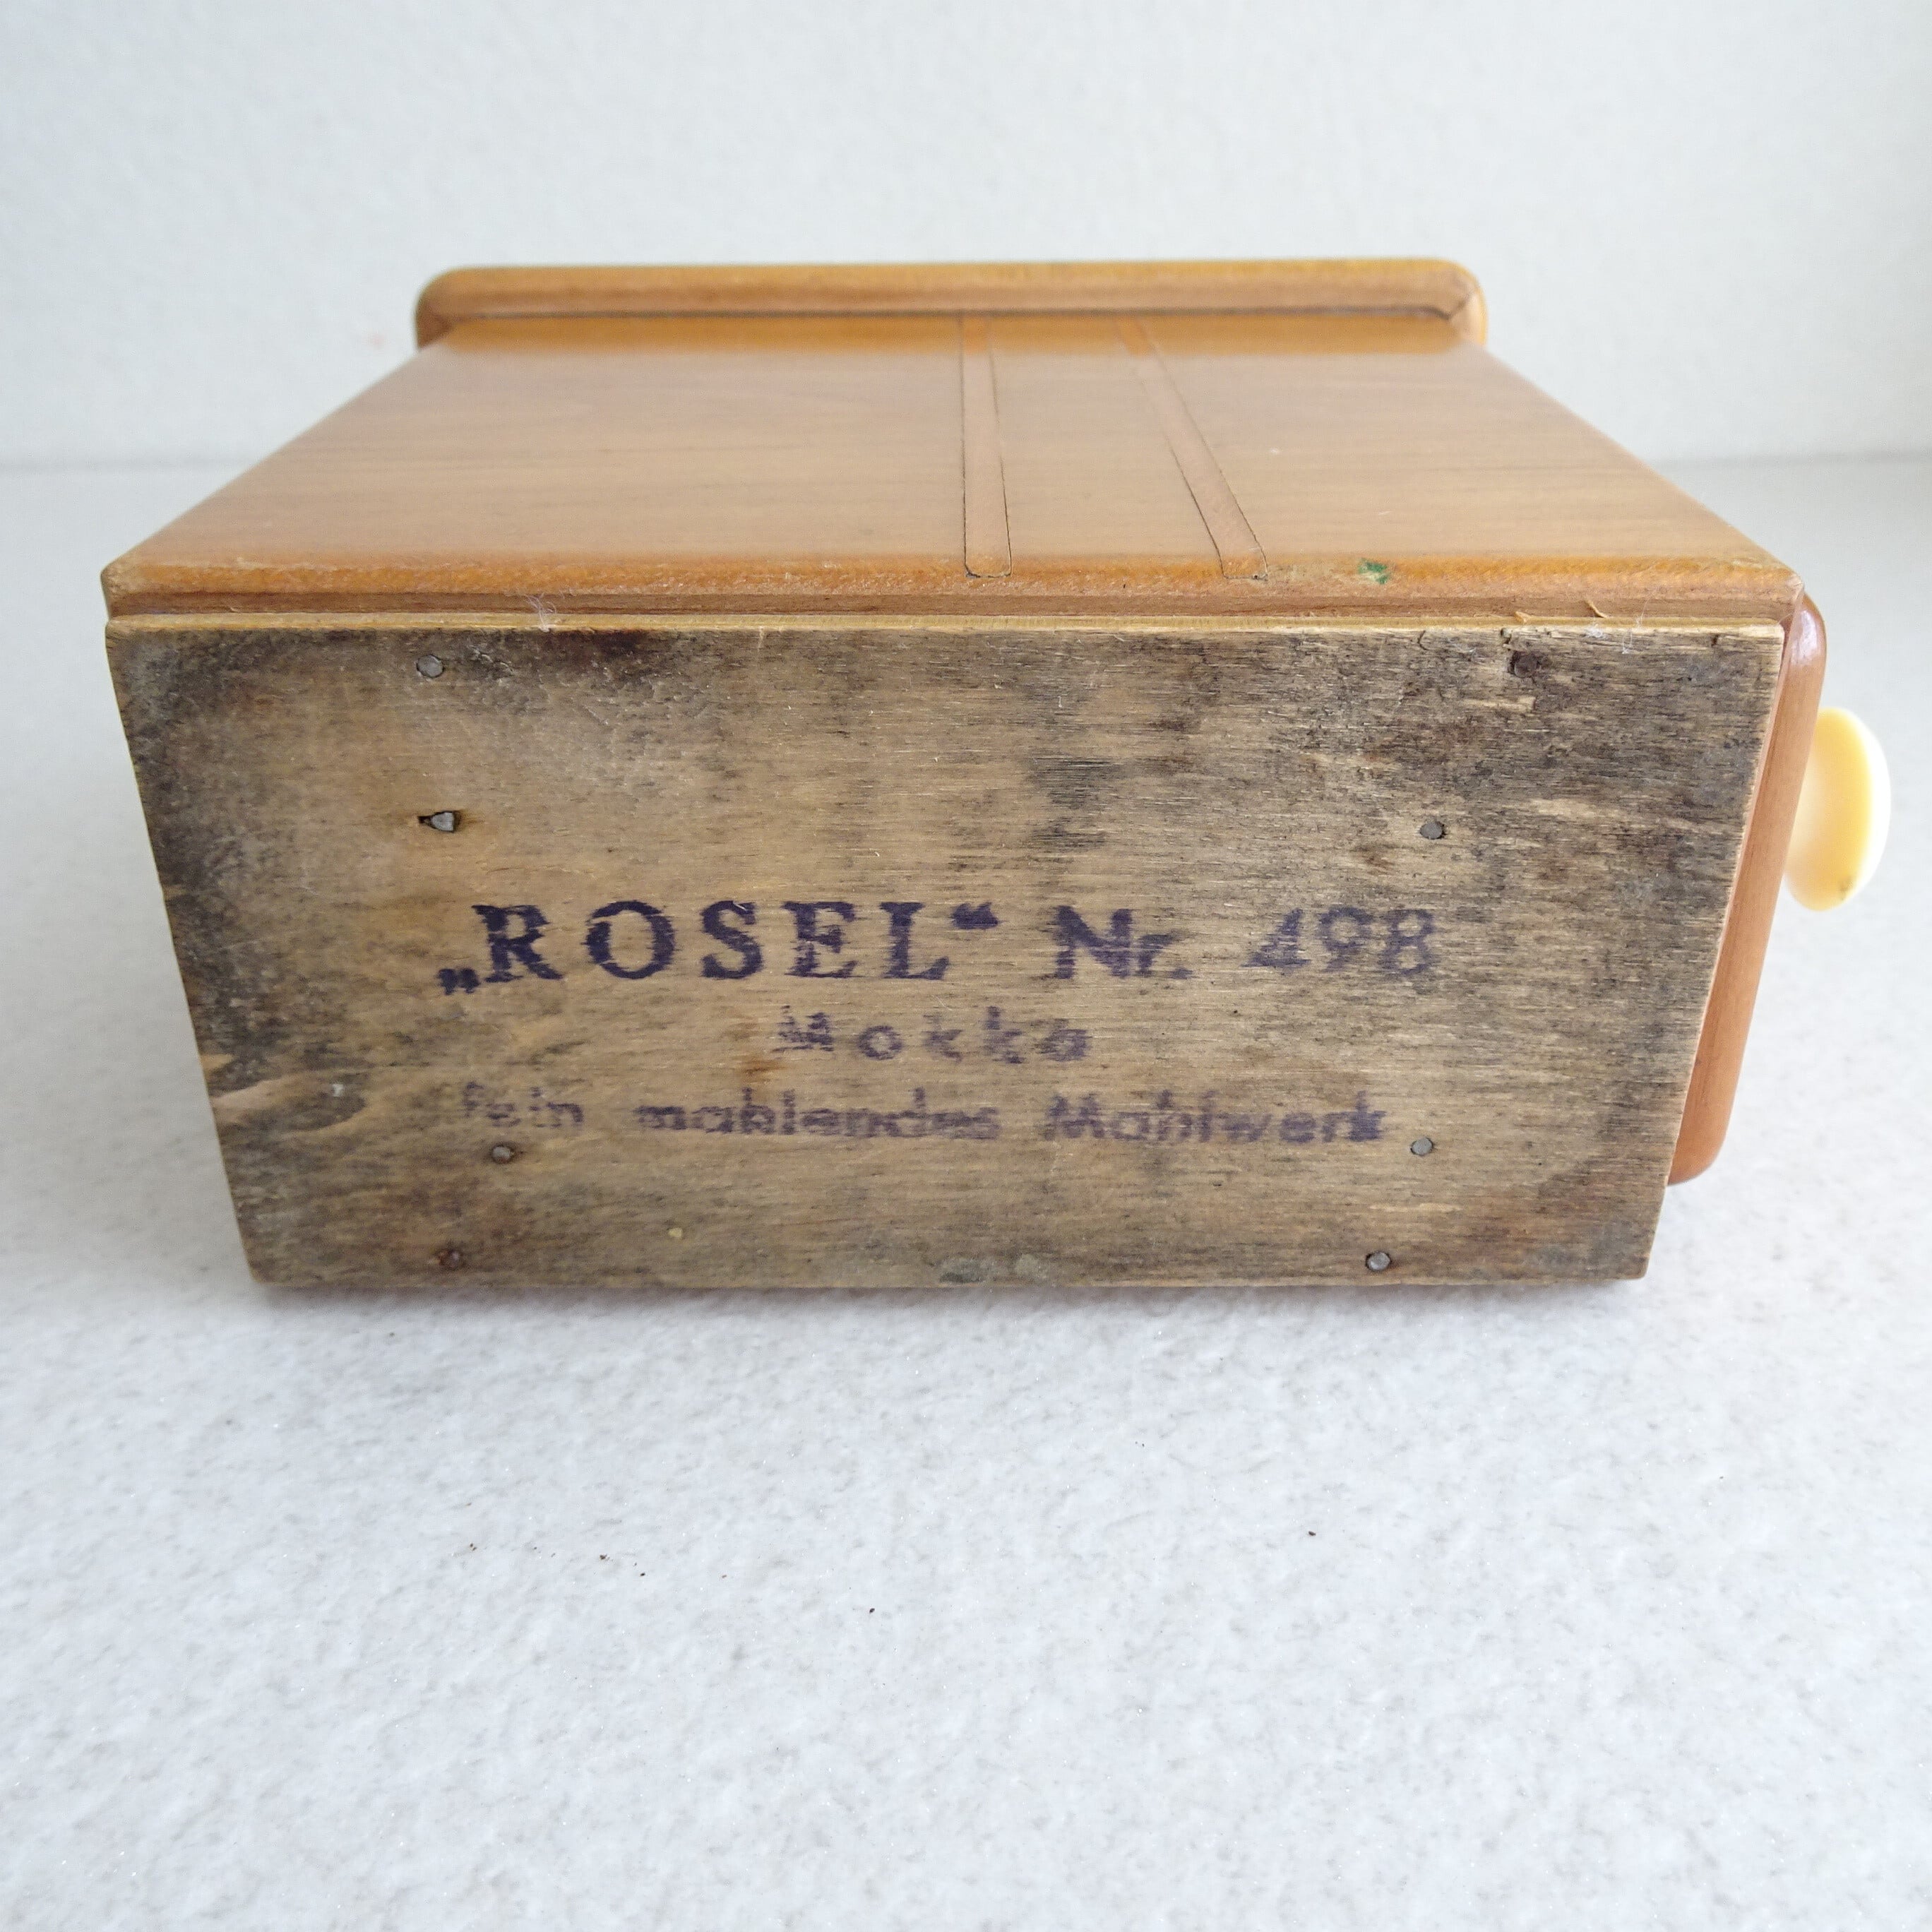 „ROSEL“ Nr. 498
Mokka
fein mahlendes Mahlwerk